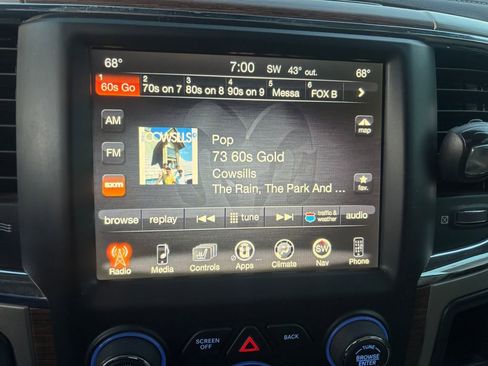 68° 7:00 SW 43° out. 68°
1 2 3 4 5 6
60s Go 70s on 7 80s on 8 90s on 9 Messa FOX B
AM
COWSILLS
map
Pop
FM
73 60s Gold
Cowsills
sxm
The Rain, The Park And ...
fav.
browse replay tune traffic & weather audio
SW
Radio Media Controls Apps Climate Nav Phone
SCREEN OFF
BACK
TUNE
BROWSE
ENTER